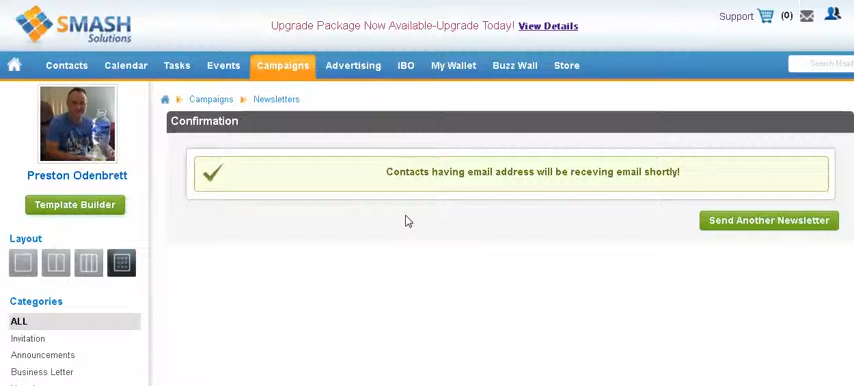 SMASH
Solutions
Upgrade Package Now Available-Upgrade Today! View Details
Support (0)
Contacts Calendar Tasks Events Campaigns Advertising IBO My Wallet Buzz Wall Store
Campaigns Newsletters
Confirmation
Contacts having email address will be receving email shortly!
Send Another Newsletter
Preston Odenbrett
Template Builder
Layout
Categories
ALL
Invitation
Announcements
Business Letter